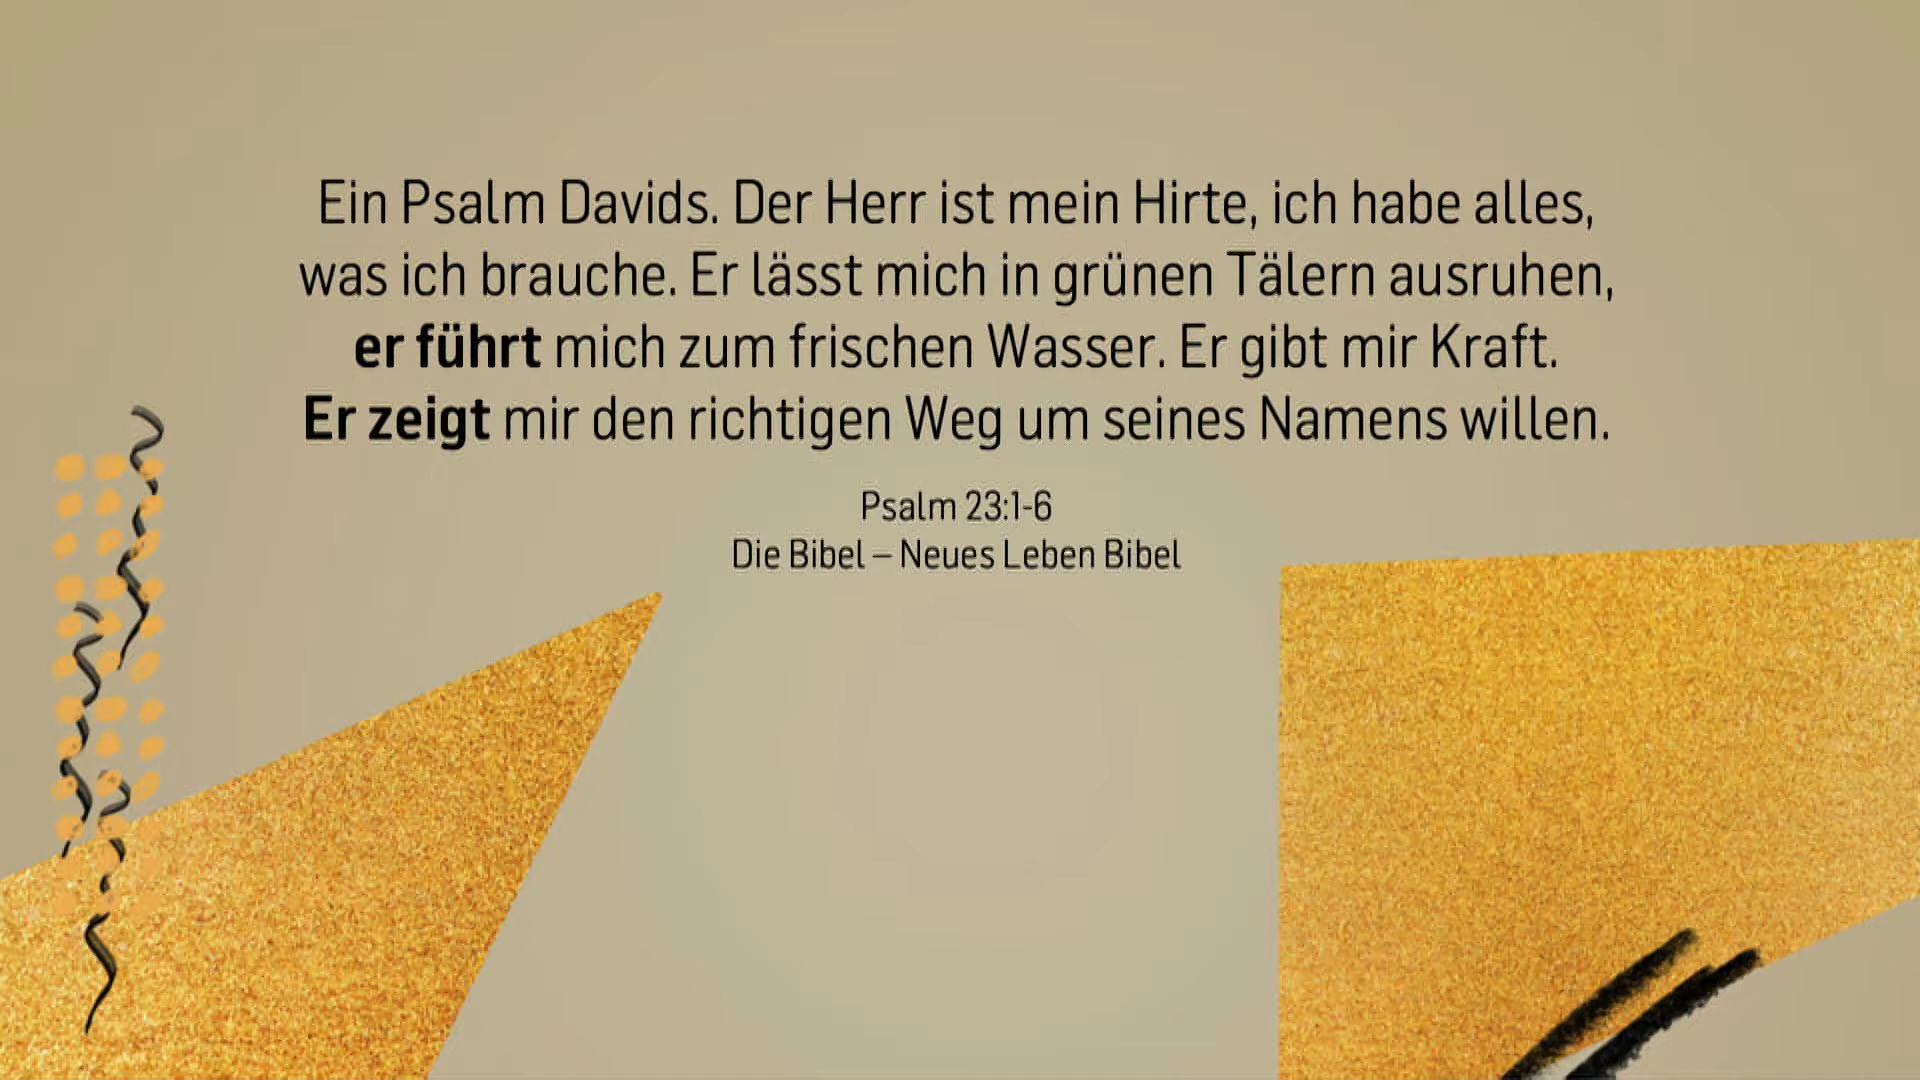 Ein Psalm Davids. Der Herr ist mein Hirte, ich habe alles,
was ich brauche. Er lässt mich in grünen Tälern ausruhen,
er führt mich zum frischen Wasser. Er gibt mir Kraft.
Er zeigt mir den richtigen Weg um seines Namens willen.
Psalm 23:1-6
Die Bibel – Neues Leben Bibel